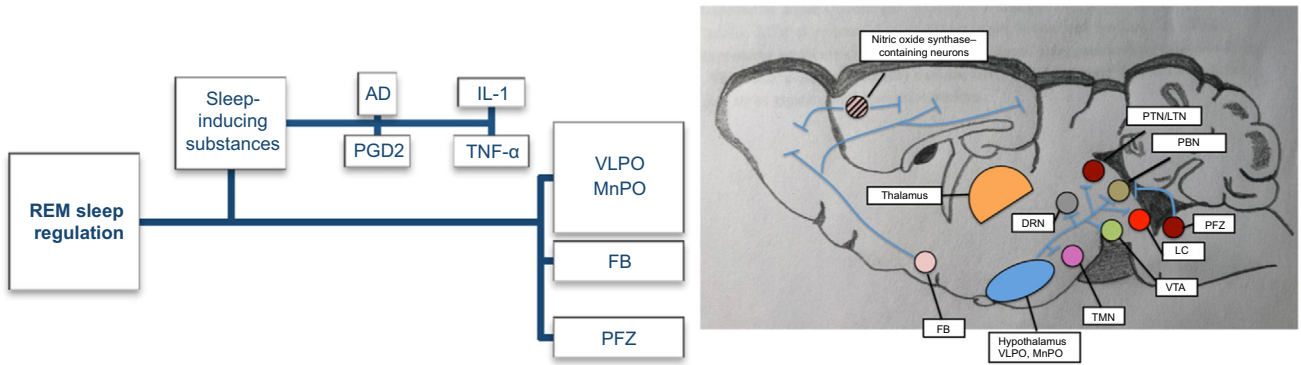 REM sleep
regulation
Sleep-
inducing
substances
AD
PGD2
IL-1
TNF-α
VLPO
MnPO
FB
PFZ
Nitric oxide synthase–
containing neurons
Thalamus
DRN
PTN/LTN
PBN
PFZ
LC
VTA
TMN
FB
Hypothalamus
VLPO, MnPO